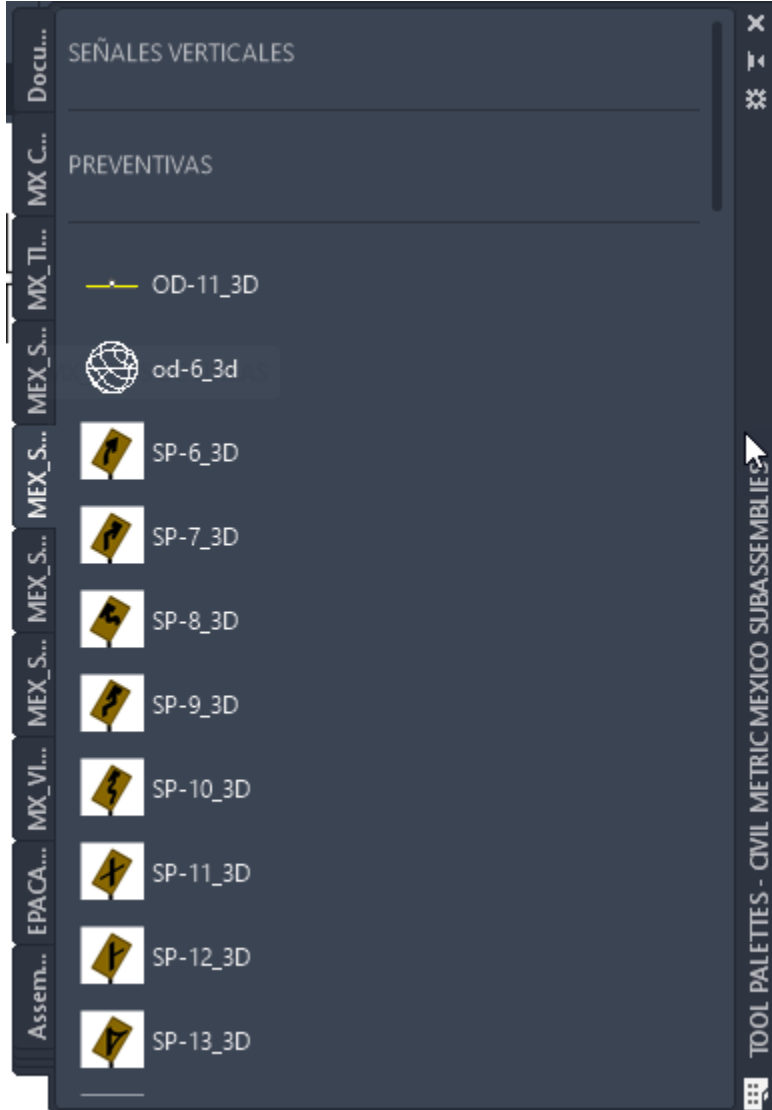 SEÑALES VERTICALES
PREVENTIVAS
OD-11_3D
od-6_3d
SP-6_3D
SP-7_3D
SP-8_3D
SP-9_3D
SP-10_3D
SP-11_3D
SP-12_3D
SP-13_3D
Docu...
MX C...
MX_TI...
MEX_S...
MEX_S...
MEX_S...
MEX_S...
MX_VI...
EPACA...
Assem...
TOOL PALETTES - CIVIL METRIC MEXICO SUBASSEMBLIES